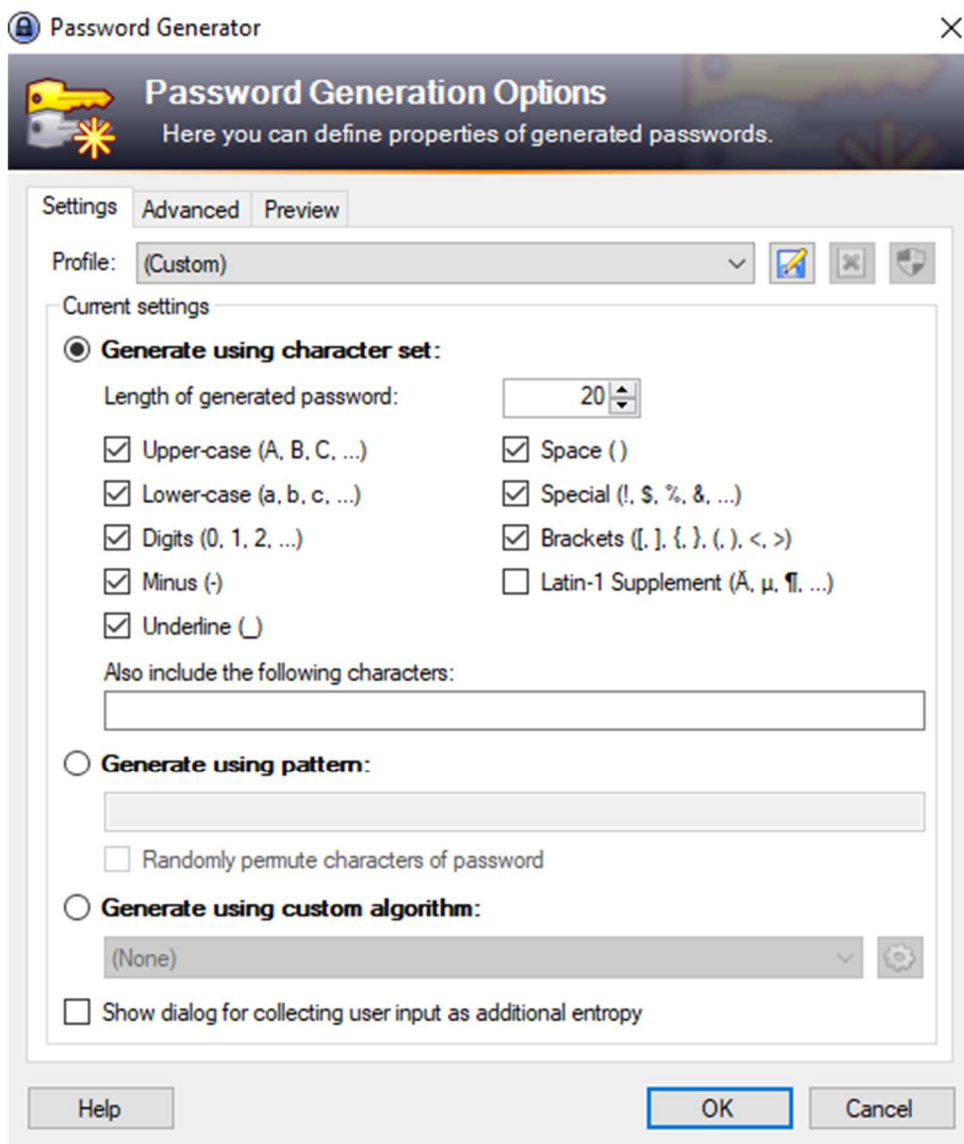 Password Generator
Password Generation Options
Here you can define properties of generated passwords.
Settings Advanced Preview
Profile: (Custom)
Current settings
Generate using character set:
Length of generated password: 20
Upper-case (A, B, C, ...) Space ( )
Lower-case (a, b, c, ...) Special (!, $, %, &, ...)
Digits (0, 1, 2, ...) Brackets ([, ], {, }, (, ), <, >)
Minus (-) Latin-1 Supplement (Ä, µ, ¶, ...)
Underline (_)
Also include the following characters:
Generate using pattern:
Randomly permute characters of password
Generate using custom algorithm:
(None)
Show dialog for collecting user input as additional entropy
Help OK Cancel